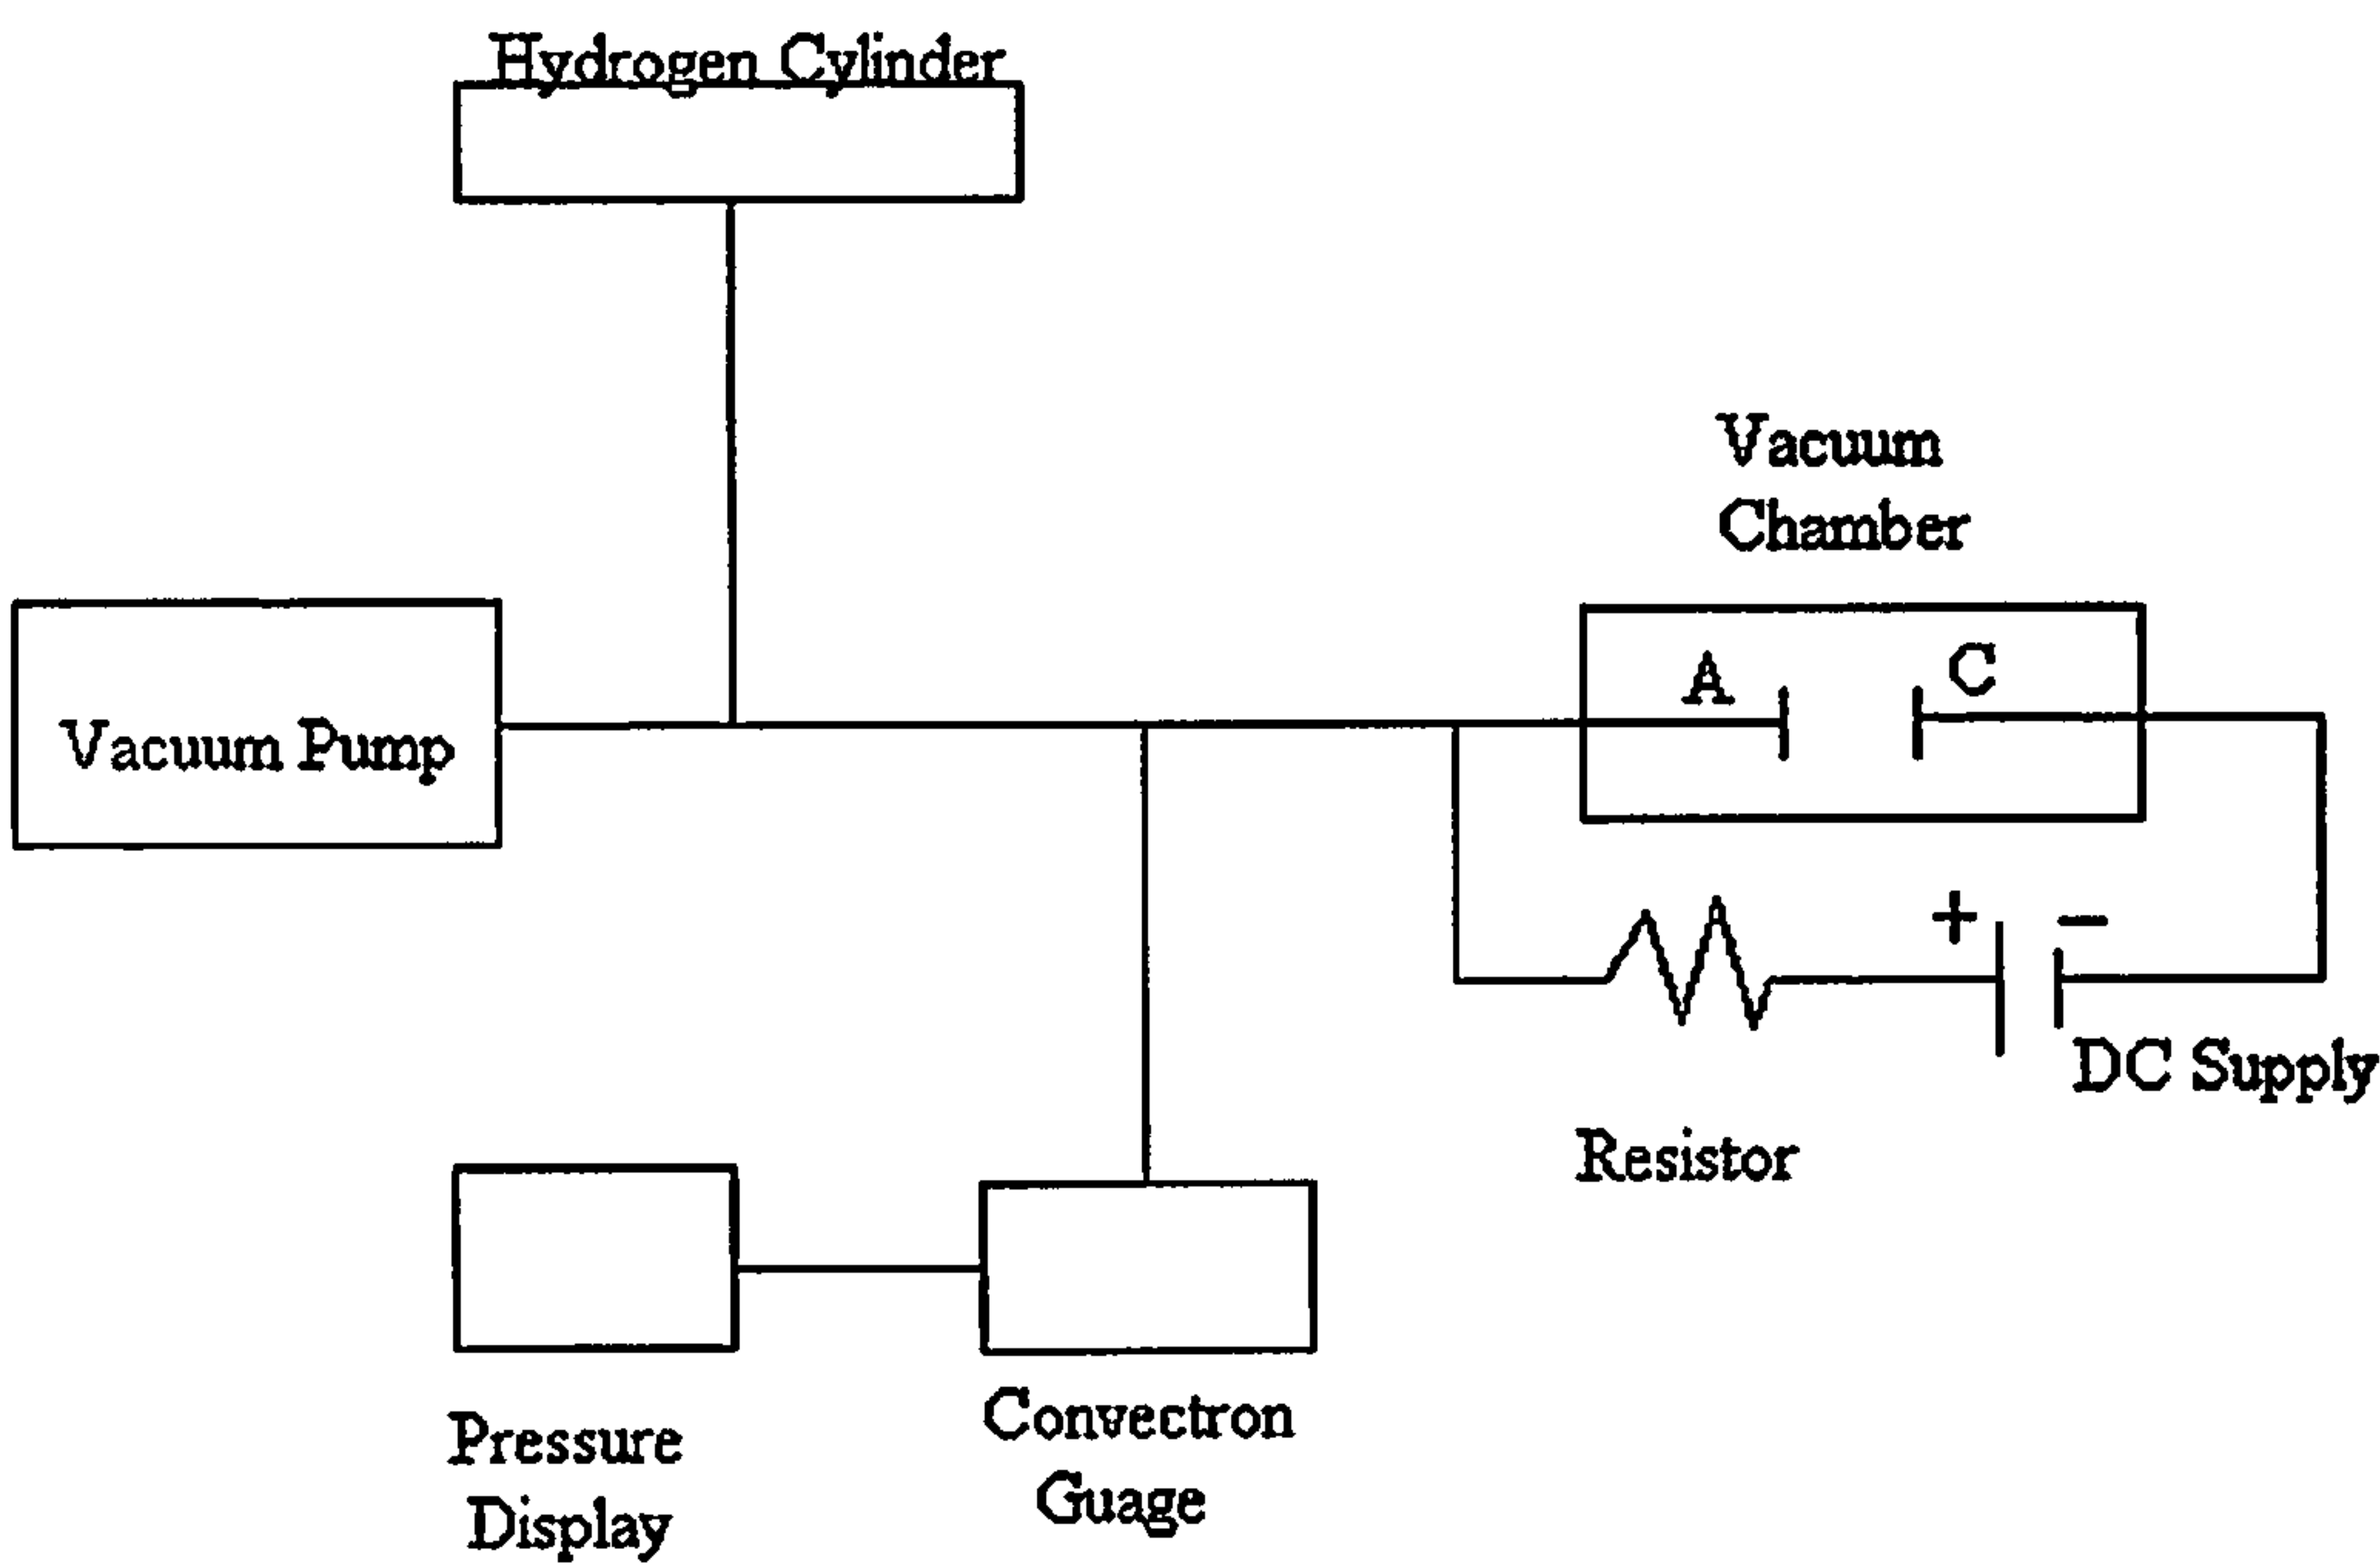 Hydrogen Cylinder
Vacuum
Chamber
A
C
Vacuum Pump
+
−
DC Supply
Resistor
Pressure
Display
Convectron
Guage